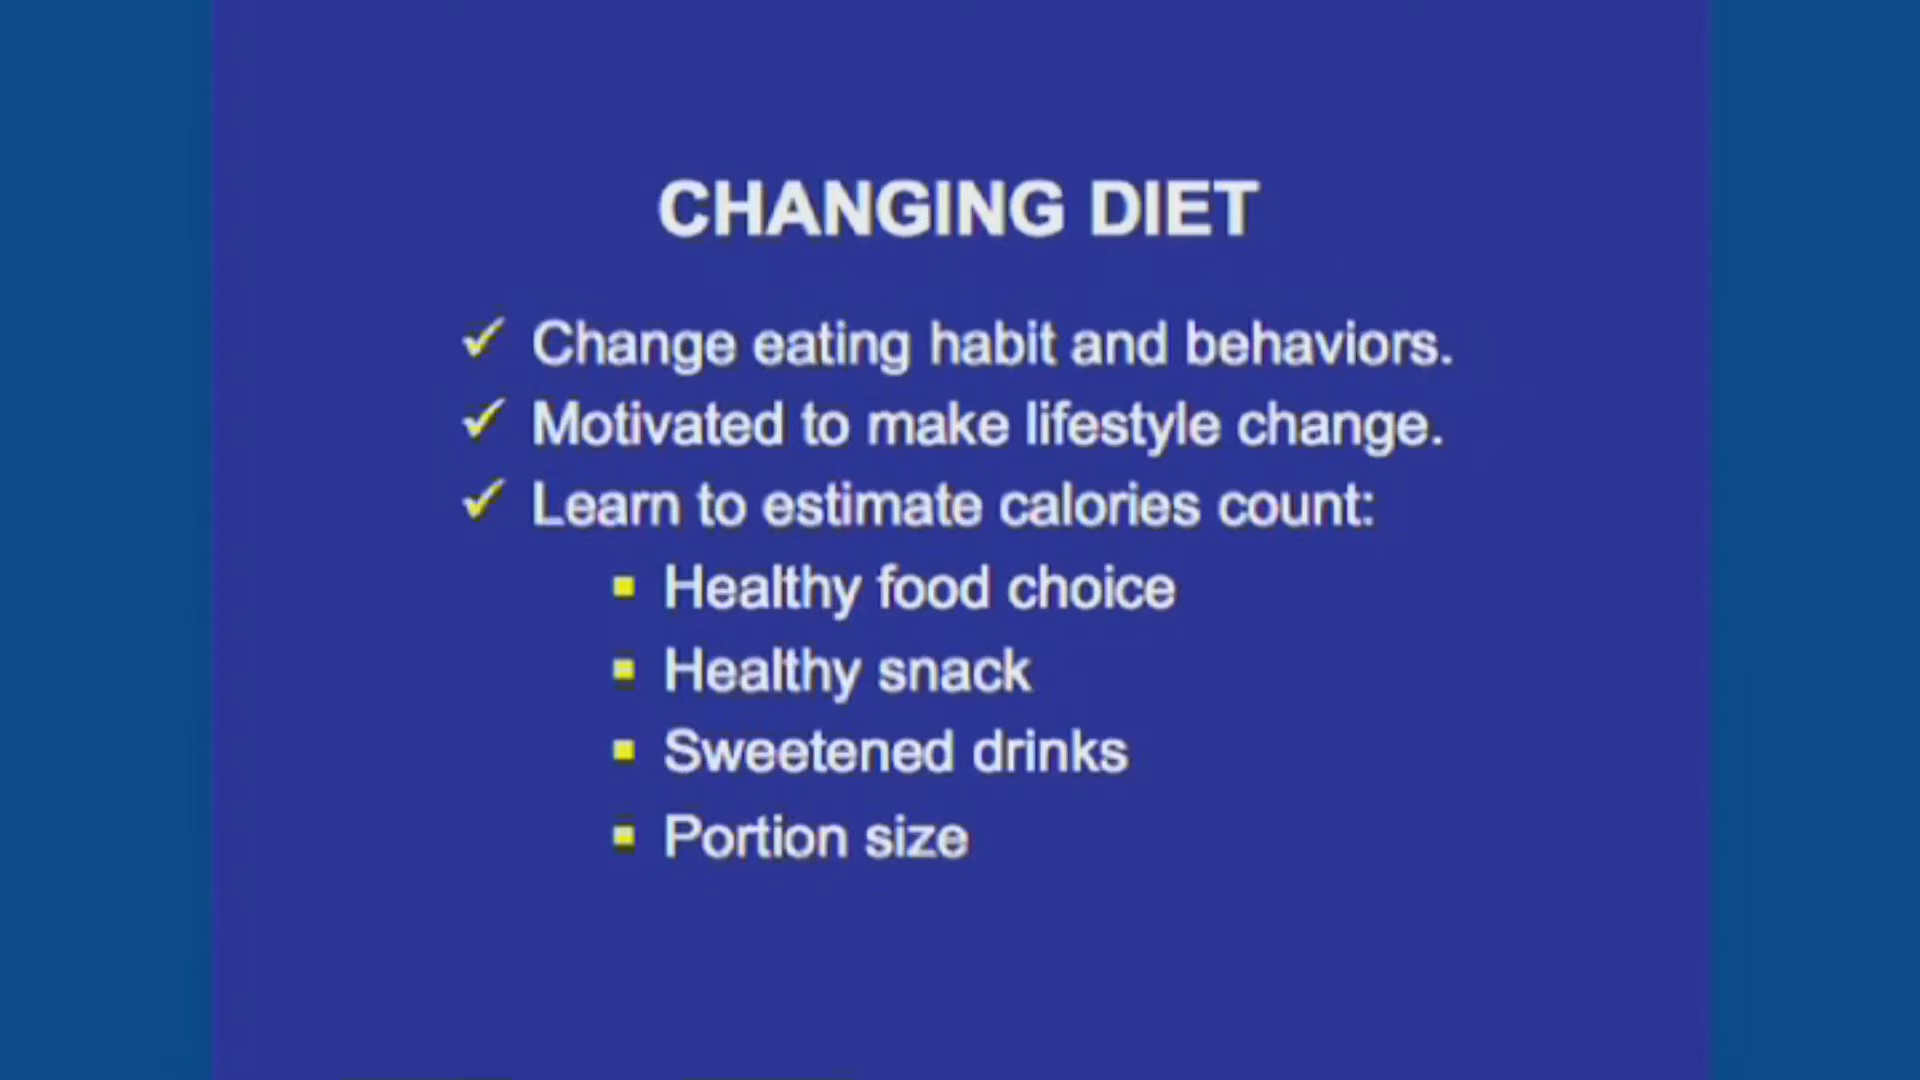 CHANGING DIET
✓ Change eating habit and behaviors.
✓ Motivated to make lifestyle change.
✓ Learn to estimate calories count:
▪ Healthy food choice
▪ Healthy snack
▪ Sweetened drinks
▪ Portion size